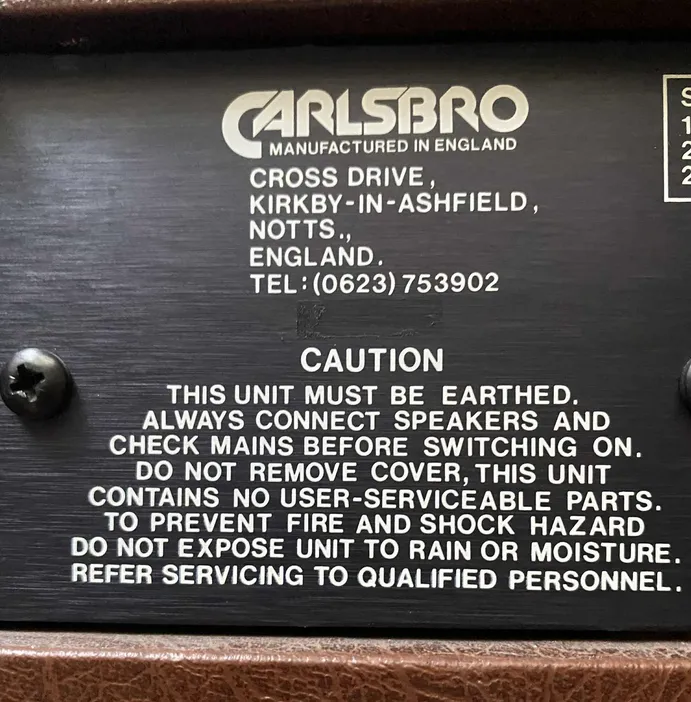 CARLSBRO
MANUFACTURED IN ENGLAND
CROSS DRIVE,
KIRKBY-IN-ASHFIELD,
NOTTS.,
ENGLAND.
TEL:(0623) 753902
CAUTION
THIS UNIT MUST BE EARTHED.
ALWAYS CONNECT SPEAKERS AND
CHECK MAINS BEFORE SWITCHING ON.
DO NOT REMOVE COVER, THIS UNIT
CONTAINS NO USER-SERVICEABLE PARTS.
TO PREVENT FIRE AND SHOCK HAZARD
DO NOT EXPOSE UNIT TO RAIN OR MOISTURE.
REFER SERVICING TO QUALIFIED PERSONNEL.